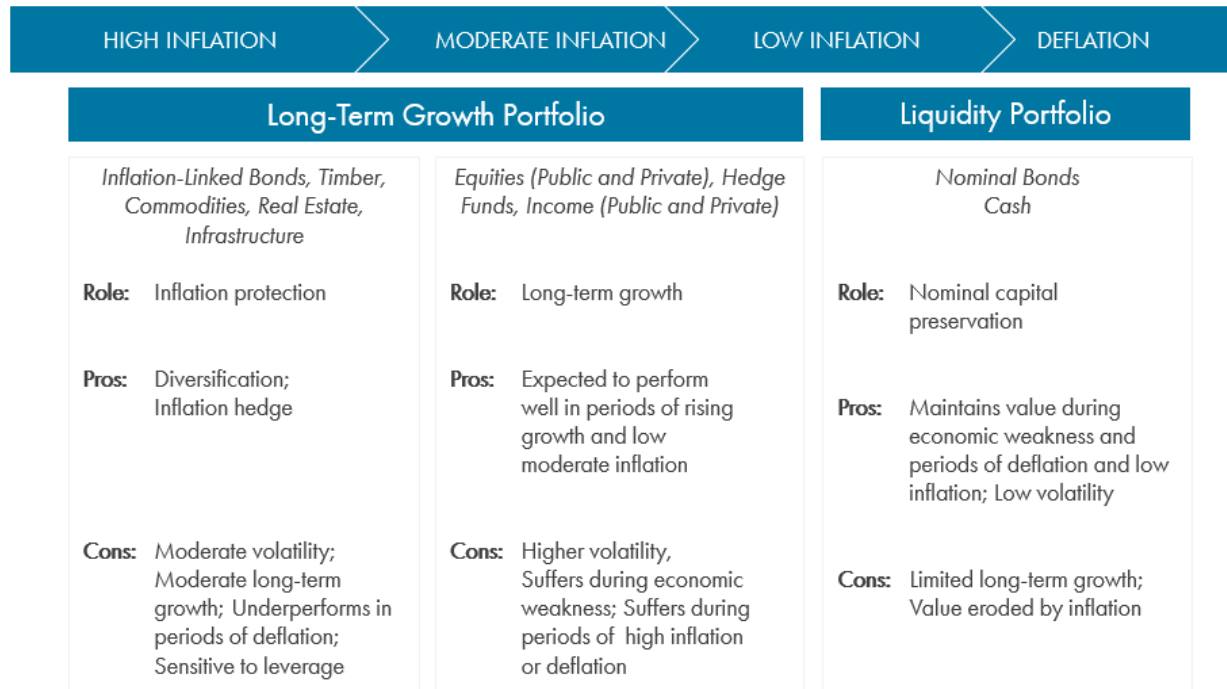 HIGH INFLATION
MODERATE INFLATION
LOW INFLATION
DEFLATION
Long-Term Growth Portfolio
Liquidity Portfolio
Inflation-Linked Bonds, Timber,
Commodities, Real Estate,
Infrastructure
Role: Inflation protection
Pros: Diversification;
Inflation hedge
Cons: Moderate volatility;
Moderate long-term
growth; Underperforms in
periods of deflation;
Sensitive to leverage
Equities (Public and Private), Hedge
Funds, Income (Public and Private)
Role: Long-term growth
Pros: Expected to perform
well in periods of rising
growth and low
moderate inflation
Cons: Higher volatility,
Suffers during economic
weakness; Suffers during
periods of high inflation
or deflation
Nominal Bonds
Cash
Role: Nominal capital
preservation
Pros: Maintains value during
economic weakness and
periods of deflation and low
inflation; Low volatility
Cons: Limited long-term growth;
Value eroded by inflation